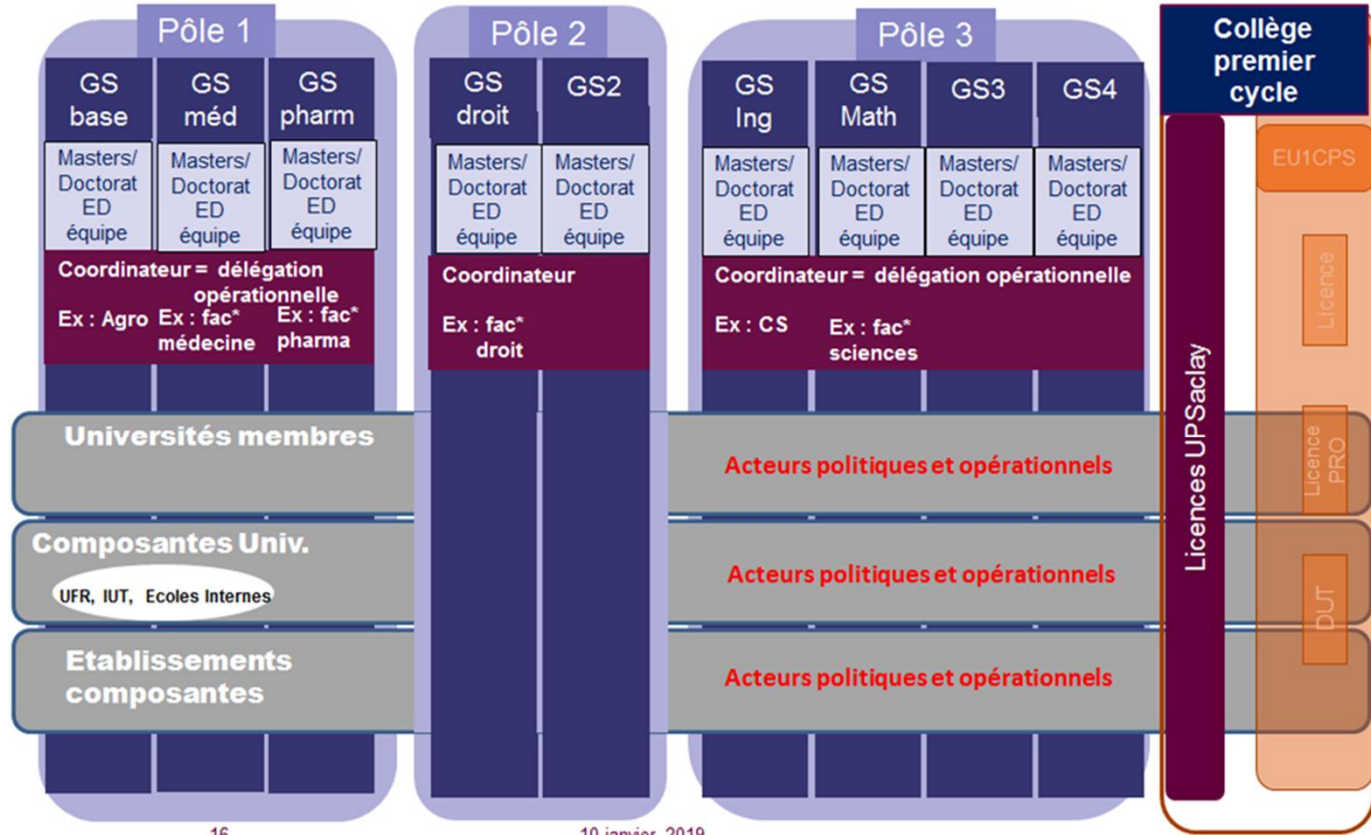 Pôle 1
GS
base
GS
méd
GS
pharm
Masters/
Doctorat
ED
équipe
Masters/
Doctorat
ED
équipe
Masters/
Doctorat
ED
équipe
Coordinateur = délégation
opérationnelle
Ex : Agro
Ex : fac*
médecine
Ex : fac*
pharma
Pôle 2
GS
droit
GS2
Masters/
Doctorat
ED
équipe
Masters/
Doctorat
ED
équipe
Coordinateur
Ex : fac*
droit
Pôle 3
GS
Ing
GS
Math
GS3
GS4
Masters/
Doctorat
ED
équipe
Masters/
Doctorat
ED
équipe
Masters/
Doctorat
ED
équipe
Masters/
Doctorat
ED
équipe
Coordinateur = délégation opérationnelle
Ex : CS
Ex : fac*
sciences
Collège
premier
cycle
EU1CPS
Licence
Licence
PRO
DUT
Licences UPSaclay
Universités membres
Acteurs politiques et opérationnels
Composantes Univ.
UFR, IUT, Ecoles Internes
Acteurs politiques et opérationnels
Etablissements
composantes
Acteurs politiques et opérationnels
16
10 janvier 2019